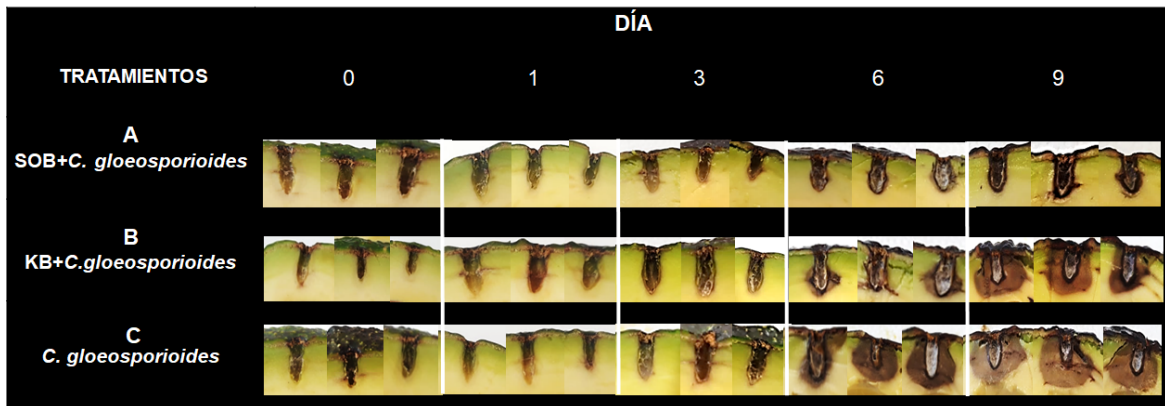 DÍA
TRATAMIENTOS 0 1 3 6 9
A
SOB+C. gloeosporioides
B
KB+C.gloeosporioides
C
C. gloeosporioides